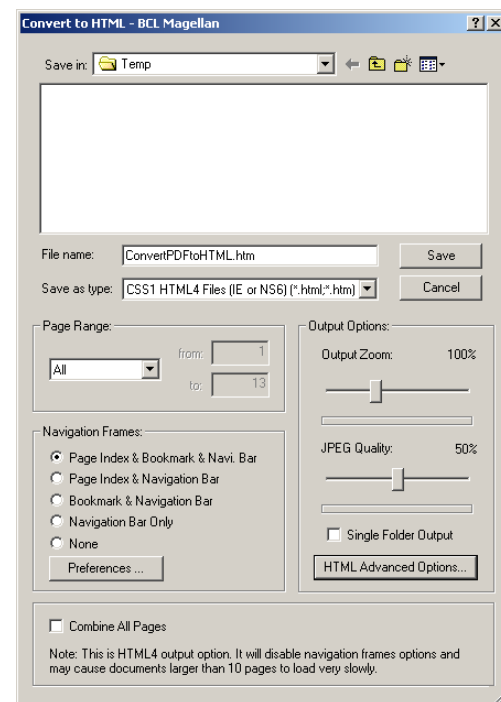 Convert to HTML - BCL Magellan
Save in: Temp
File name: ConvertPDFtoHTML.htm
Save
Save as type: CSS1 HTML4 Files (IE or NS6) (*.html;*.htm)
Cancel
Page Range:
All
from: 1
to: 13
Navigation Frames:
Page Index & Bookmark & Navi. Bar
Page Index & Navigation Bar
Bookmark & Navigation Bar
Navigation Bar Only
None
Preferences ...
Output Options:
Output Zoom: 100%
JPEG Quality: 50%
Single Folder Output
HTML Advanced Options...
Combine All Pages
Note: This is HTML4 output option. It will disable navigation frames options and
may cause documents larger than 10 pages to load very slowly.